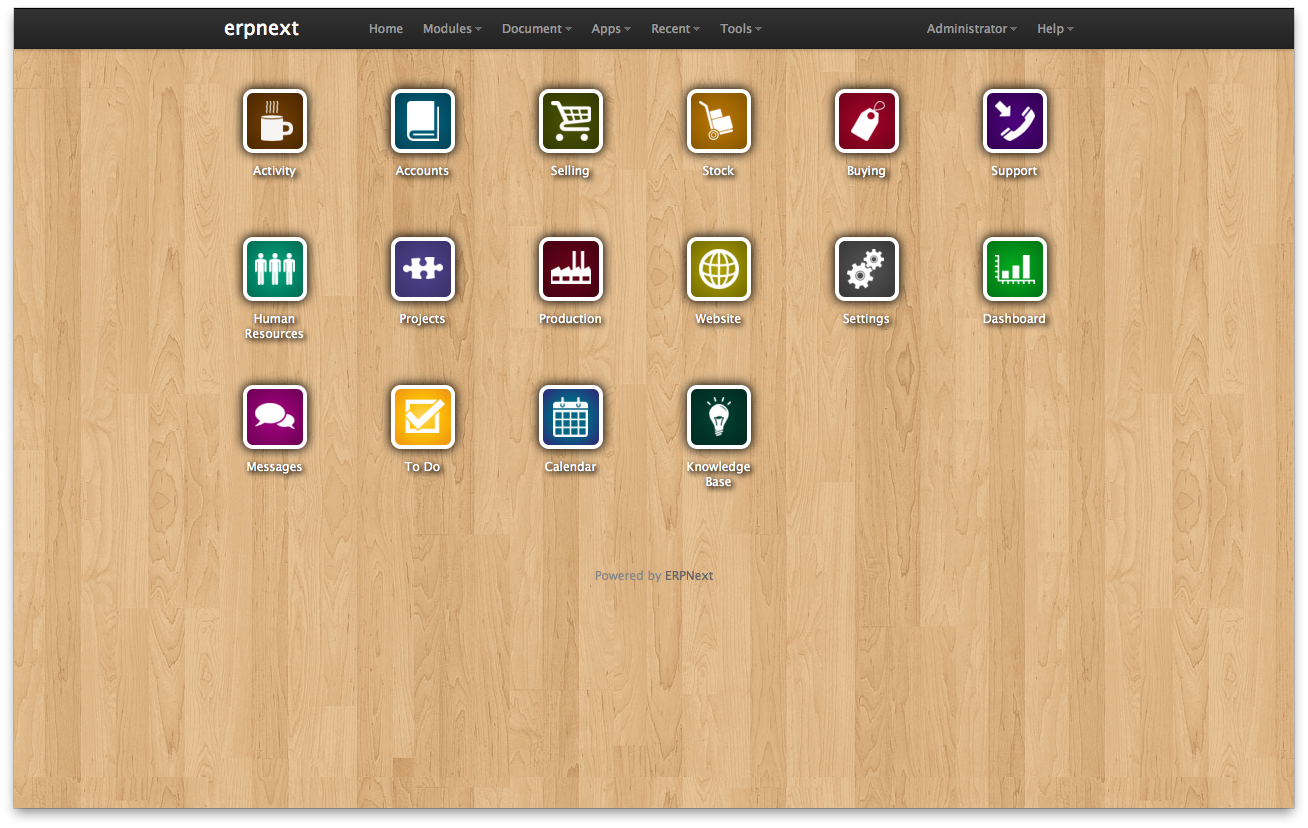 erpnext Home Modules Document Apps Recent Tools Administrator Help
Activity Accounts Selling Stock Buying Support
Human Projects Production Website Settings Dashboard
Resources
Messages To Do Calendar Knowledge
Base
Powered by ERPNext